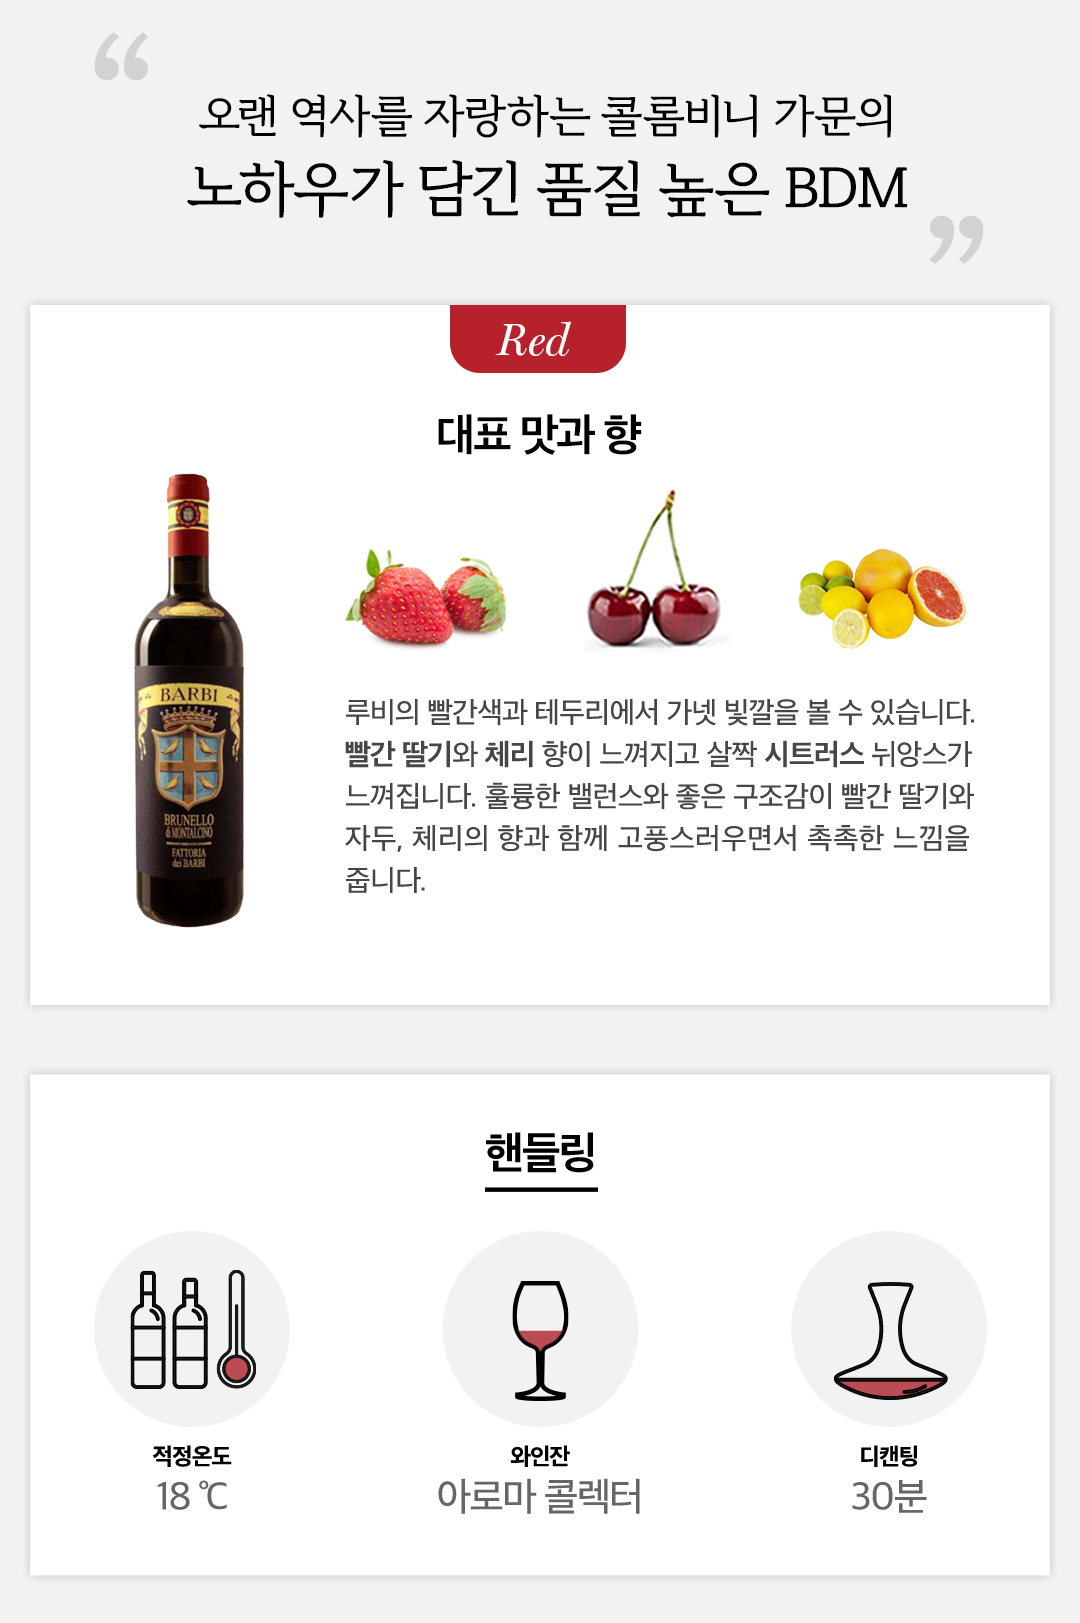 오랜 역사를 자랑하는 콜롬비니 가문의
노하우가 담긴 품질 높은 BDM
Red
대표 맛과 향
BARBI
BRUNELLO
di MONTALCINO
FATTORIA
dei BARBI
루비의 빨간색과 테두리에서 가넷 빛깔을 볼 수 있습니다.
빨간 딸기와 체리 향이 느껴지고 살짝 시트러스 뉘앙스가
느껴집니다. 훌륭한 밸런스와 좋은 구조감이 빨간 딸기와
자두, 체리의 향과 함께 고풍스러우면서 촉촉한 느낌을
줍니다.
핸들링
적정온도
18 ℃
와인잔
아로마 콜렉터
디캔팅
30분